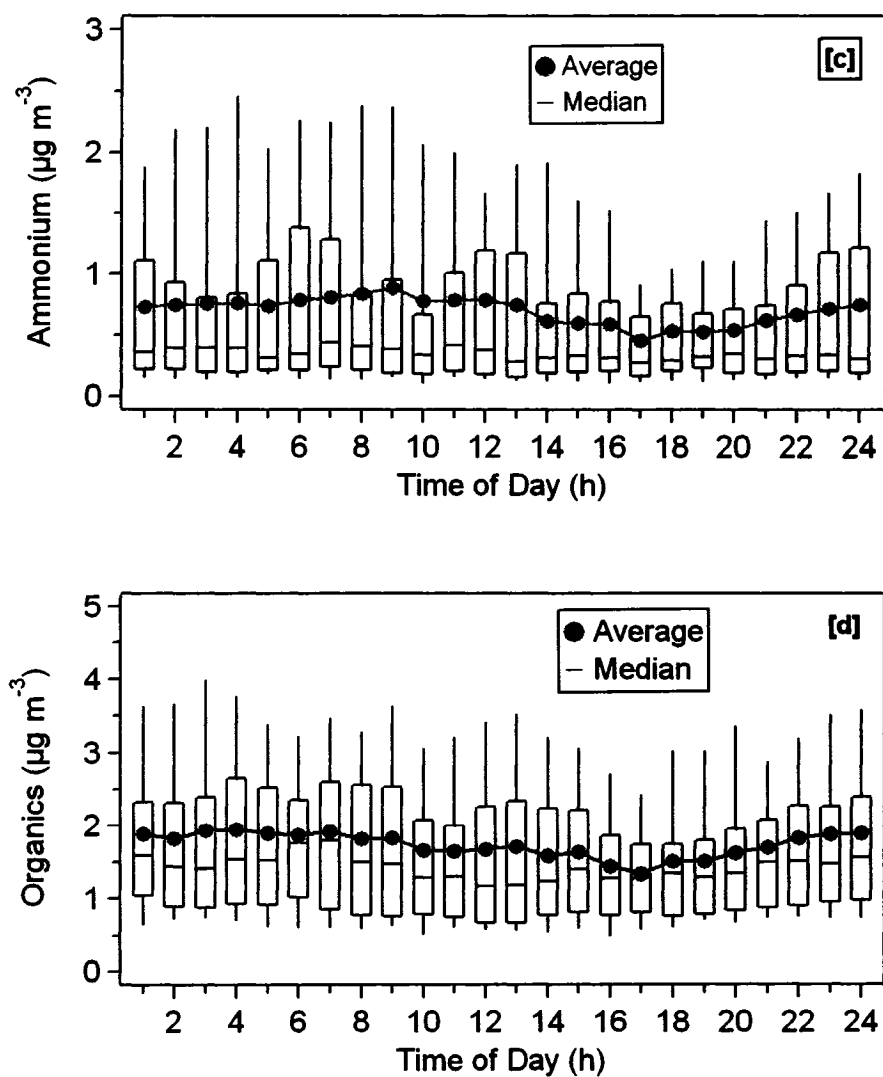 3
2
1
0
Ammonium (µg m⁻³)
Average
Median
[c]
2 4 6 8 10 12 14 16 18 20 22 24
Time of Day (h)
5
4
3
2
1
0
Organics (µg m⁻³)
Average
Median
[d]
2 4 6 8 10 12 14 16 18 20 22 24
Time of Day (h)